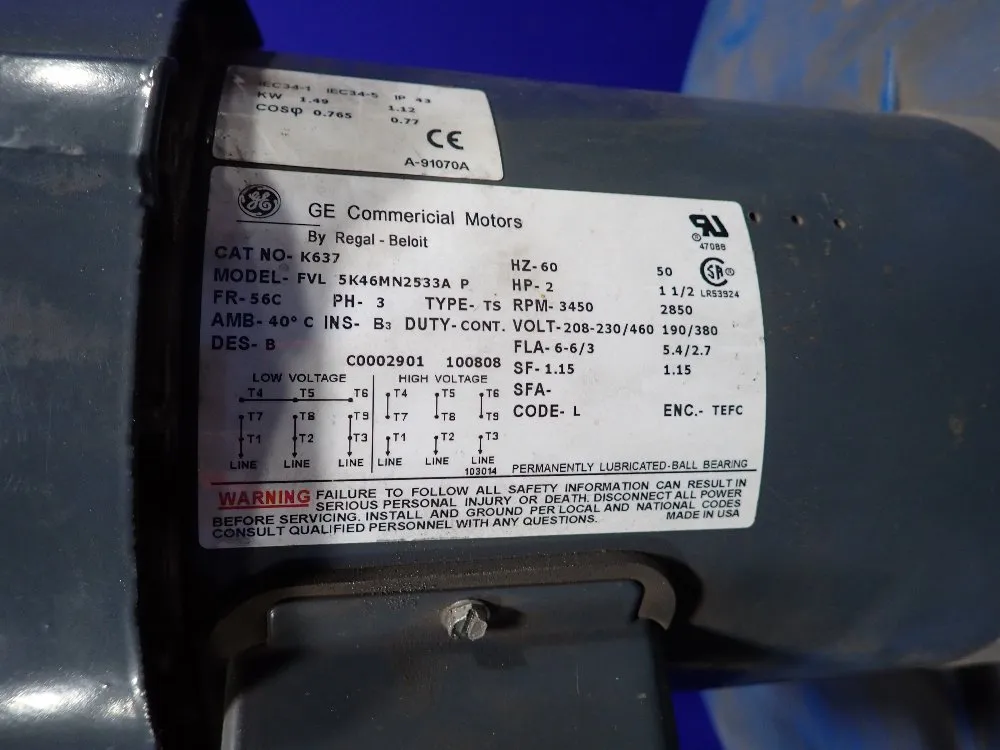 IEC34-1 IEC34-5 IP 43
KW 1.49 1.12
COSφ 0.765 0.77
CE
A-91070A
GE GE Commericial Motors
By Regal-Beloit
47088
CAT NO- K637
MODEL- FVL 5K46MN2533A P
FR-56C PH- 3 TYPE- TS
AMB- 40° C INS- B3 DUTY-CONT.
DES- B
C0002901 100808
HZ-60 50
HP- 2 1 1/2
RPM- 3450 2850
VOLT-208-230/460 190/380
FLA-6-6/3 5.4/2.7
SF-1.15 1.15
SFA-
CODE- L ENC.- TEFC
SA ®
LR53924
LOW VOLTAGE HIGH VOLTAGE
T4 T5 T6 T4 T5 T6
T7 T8 T9 T7 T8 T9
T1 T2 T3 T1 T2 T3
LINE LINE LINE LINE LINE LINE
103014
PERMANENTLY LUBRICATED-BALL BEARING
WARNING FAILURE TO FOLLOW ALL SAFETY INFORMATION CAN RESULT IN
SERIOUS PERSONAL INJURY OR DEATH. DISCONNECT ALL POWER
BEFORE SERVICING. INSTALL AND GROUND PER LOCAL AND NATIONAL CODES
CONSULT QUALIFIED PERSONNEL WITH ANY QUESTIONS. MADE IN USA